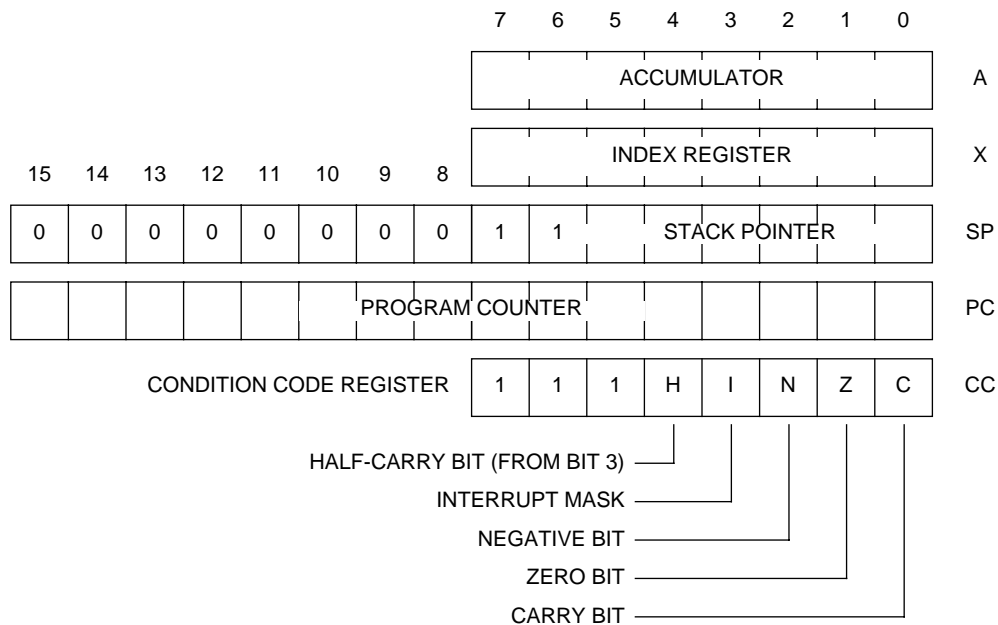 7 6 5 4 3 2 1 0
ACCUMULATOR A
INDEX REGISTER X
15 14 13 12 11 10 9 8
0 0 0 0 0 0 0 0 1 1 STACK POINTER SP
PROGRAM COUNTER PC
CONDITION CODE REGISTER 1 1 1 H I N Z C CC
HALF-CARRY BIT (FROM BIT 3)
INTERRUPT MASK
NEGATIVE BIT
ZERO BIT
CARRY BIT